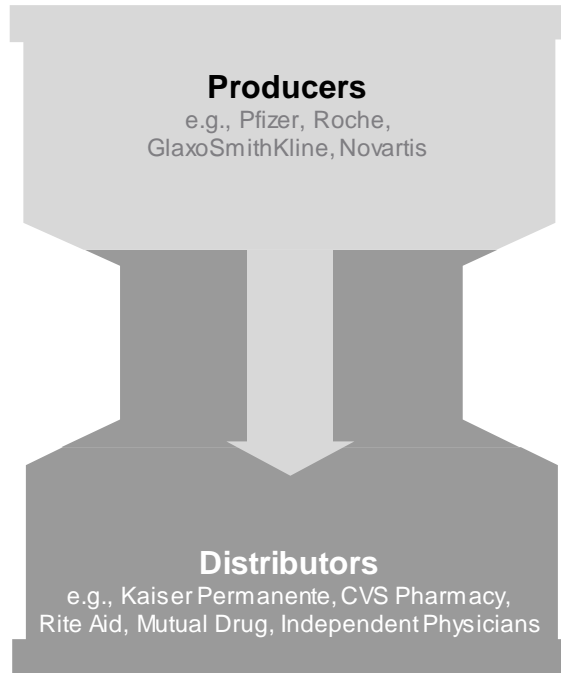 Producers
e.g., Pfizer, Roche,
GlaxoSmithKline, Novartis
Distributors
e.g., Kaiser Permanente, CVS Pharmacy,
Rite Aid, Mutual Drug, Independent Physicians